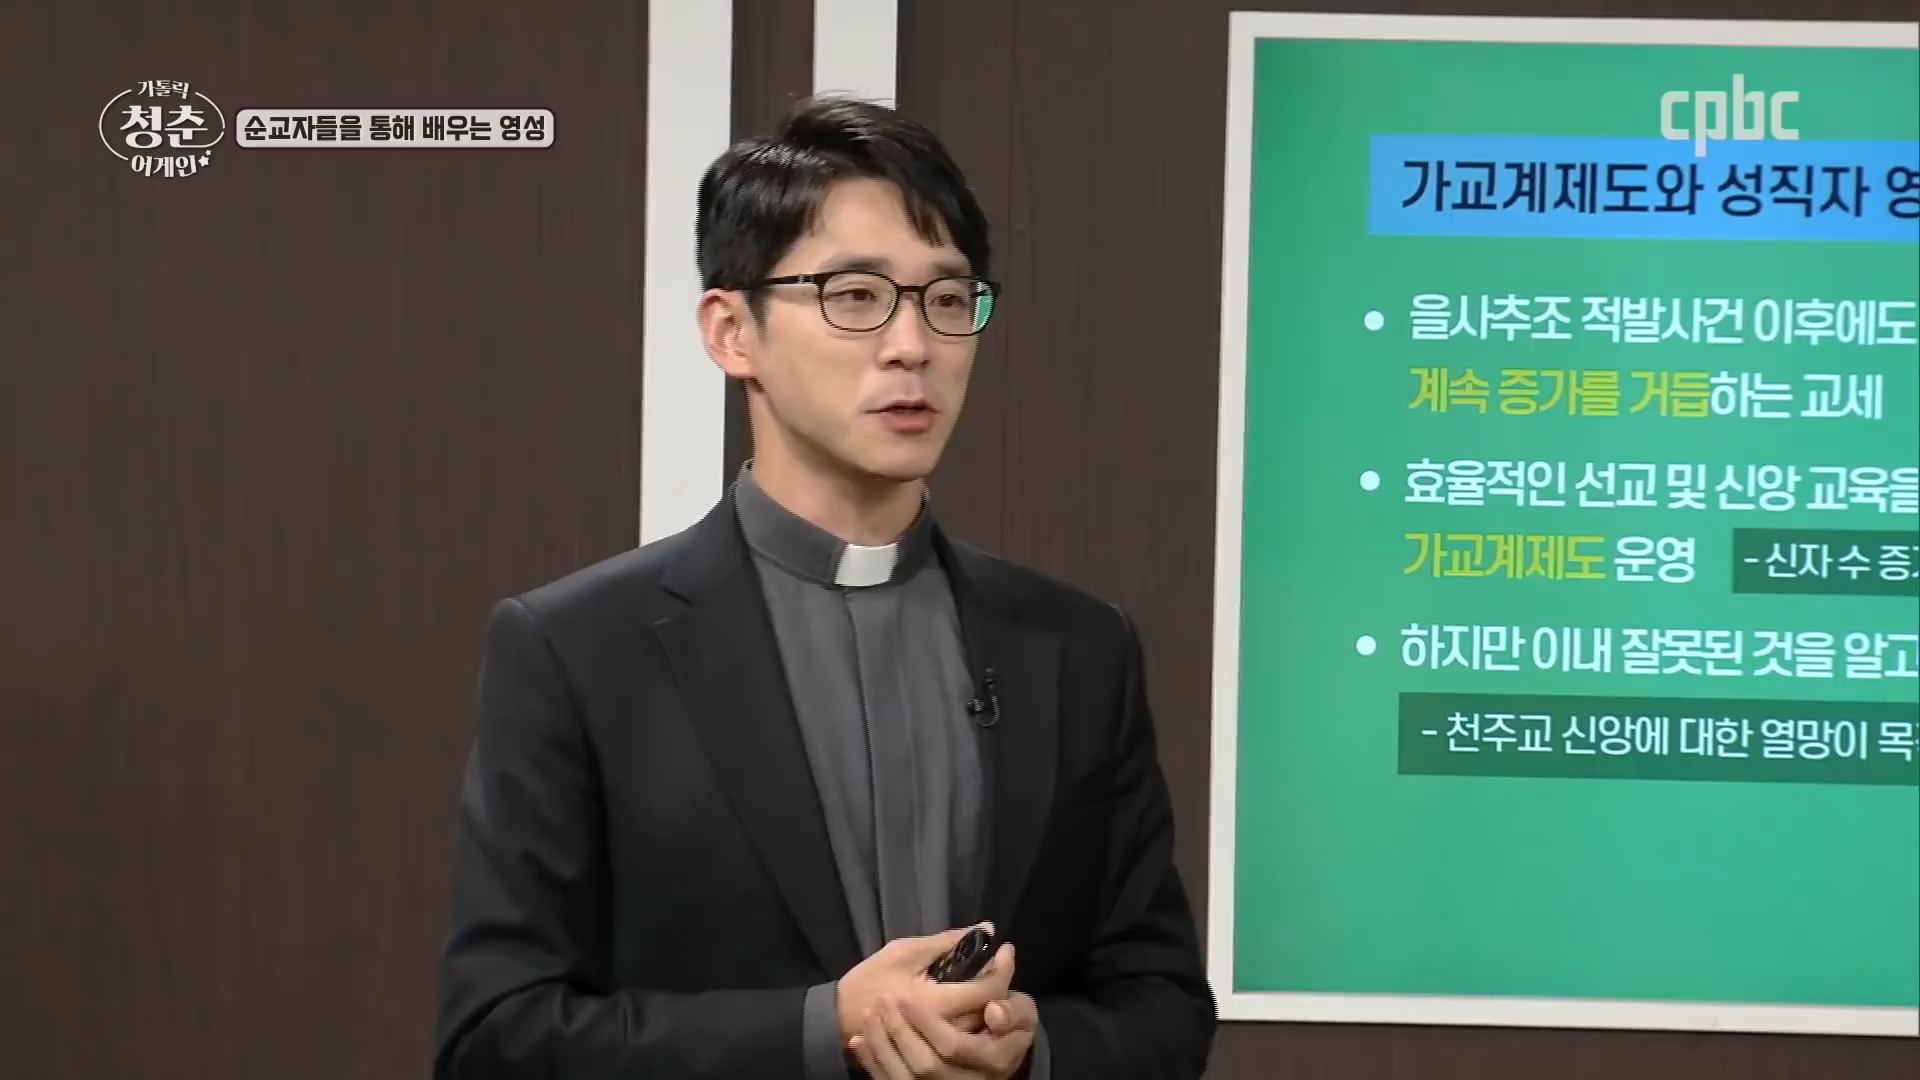 가톨릭
청춘
어게인
순교자들을 통해 배우는 영성
cpbc
가교계제도와 성직자 영
• 을사추조 적발사건 이후에도
계속 증가를 거듭하는 교세
• 효율적인 선교 및 신앙 교육을
가교계제도 운영
- 신자 수 증가
• 하지만 이내 잘못된 것을 알고
- 천주교 신앙에 대한 열망이